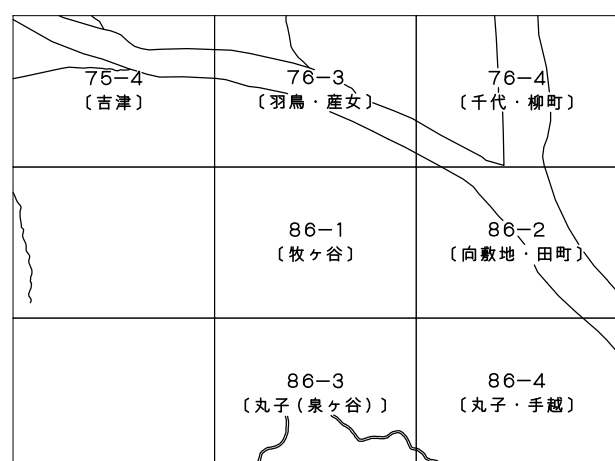 75-4
〔吉津〕
76-3
〔羽鳥・産女〕
76-4
〔千代・柳町〕
86-1
〔牧ヶ谷〕
86-2
〔向敷地・田町〕
86-3
〔丸子(泉ヶ谷)〕
86-4
〔丸子・手越〕